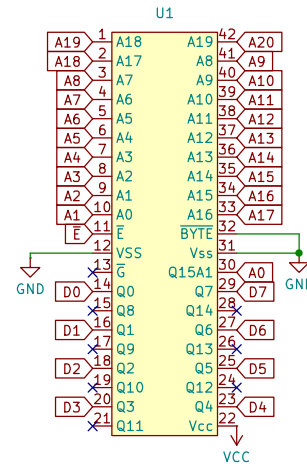 U1
A19 1 A18 A19 42 A20
A18 2 A17 A8 41 A9
A8 3 A7 A9 40 A10
A7 4 A6 A10 39 A11
A6 5 A5 A11 38 A12
A5 6 A4 A12 37 A13
A4 7 A3 A13 36 A14
A3 8 A2 A14 35 A15
A2 9 A1 A15 34 A16
A1 10 A0 A16 33 A17
E 11 E BYTE 32
12 VSS Vss 31
GND 13 G Q15A1 30 A0 GND
D0 14 Q0 Q7 29 D7
15 Q8 Q14 28
D1 16 Q1 Q6 27 D6
17 Q9 Q13 26
D2 18 Q2 Q5 25 D5
19 Q10 Q12 24
D3 20 Q3 Q4 23 D4
21 Q11 Vcc 22
VCC